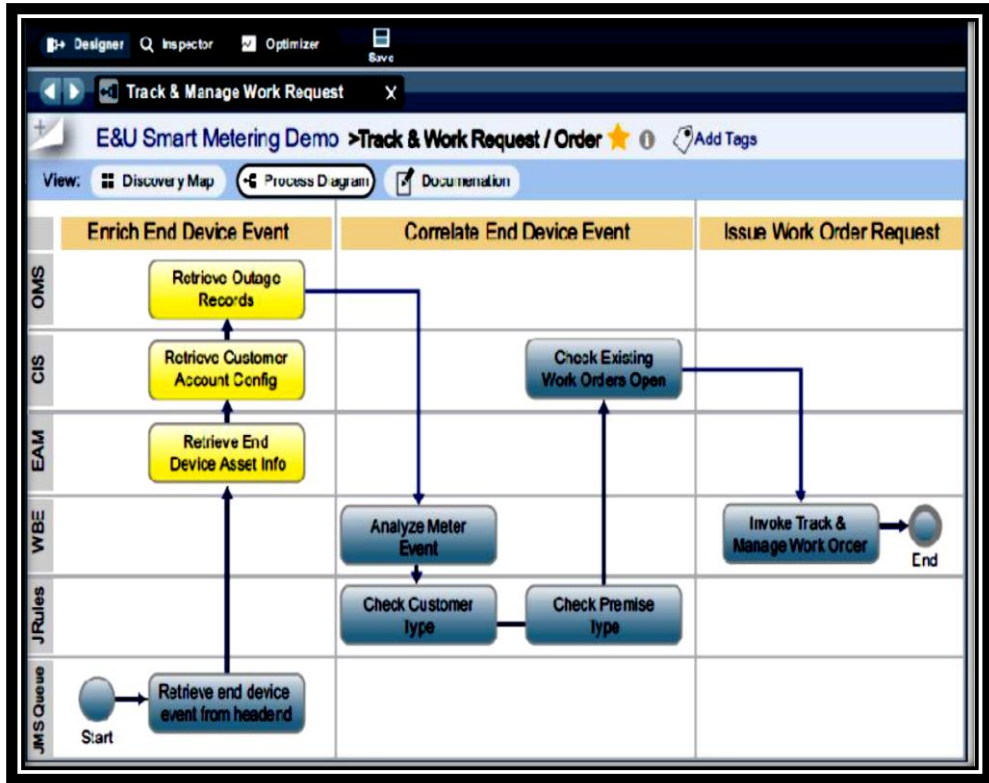 Designer Inspector Optimizer Save
Track & Manage Work Request X
E&U Smart Metering Demo >Track & Work Request / Order Add Tags
View: Discovery Map Process Diagram Documenation
Enrich End Device Event Correlate End Device Event Issue Work Order Request
OMS
Retrieve Outage
Records
CIS
Retrieve Customer
Account Config
Check Existing
Work Orders Open
EAM
Retrieve End
Device Asset Info
WBE
Analyze Meter
Event
Invoke Track &
Manage Work Orcer
End
JRules
Check Customer
Type
Check Premise
Type
JMS Queue
Start
Retrieve end device
event from headend